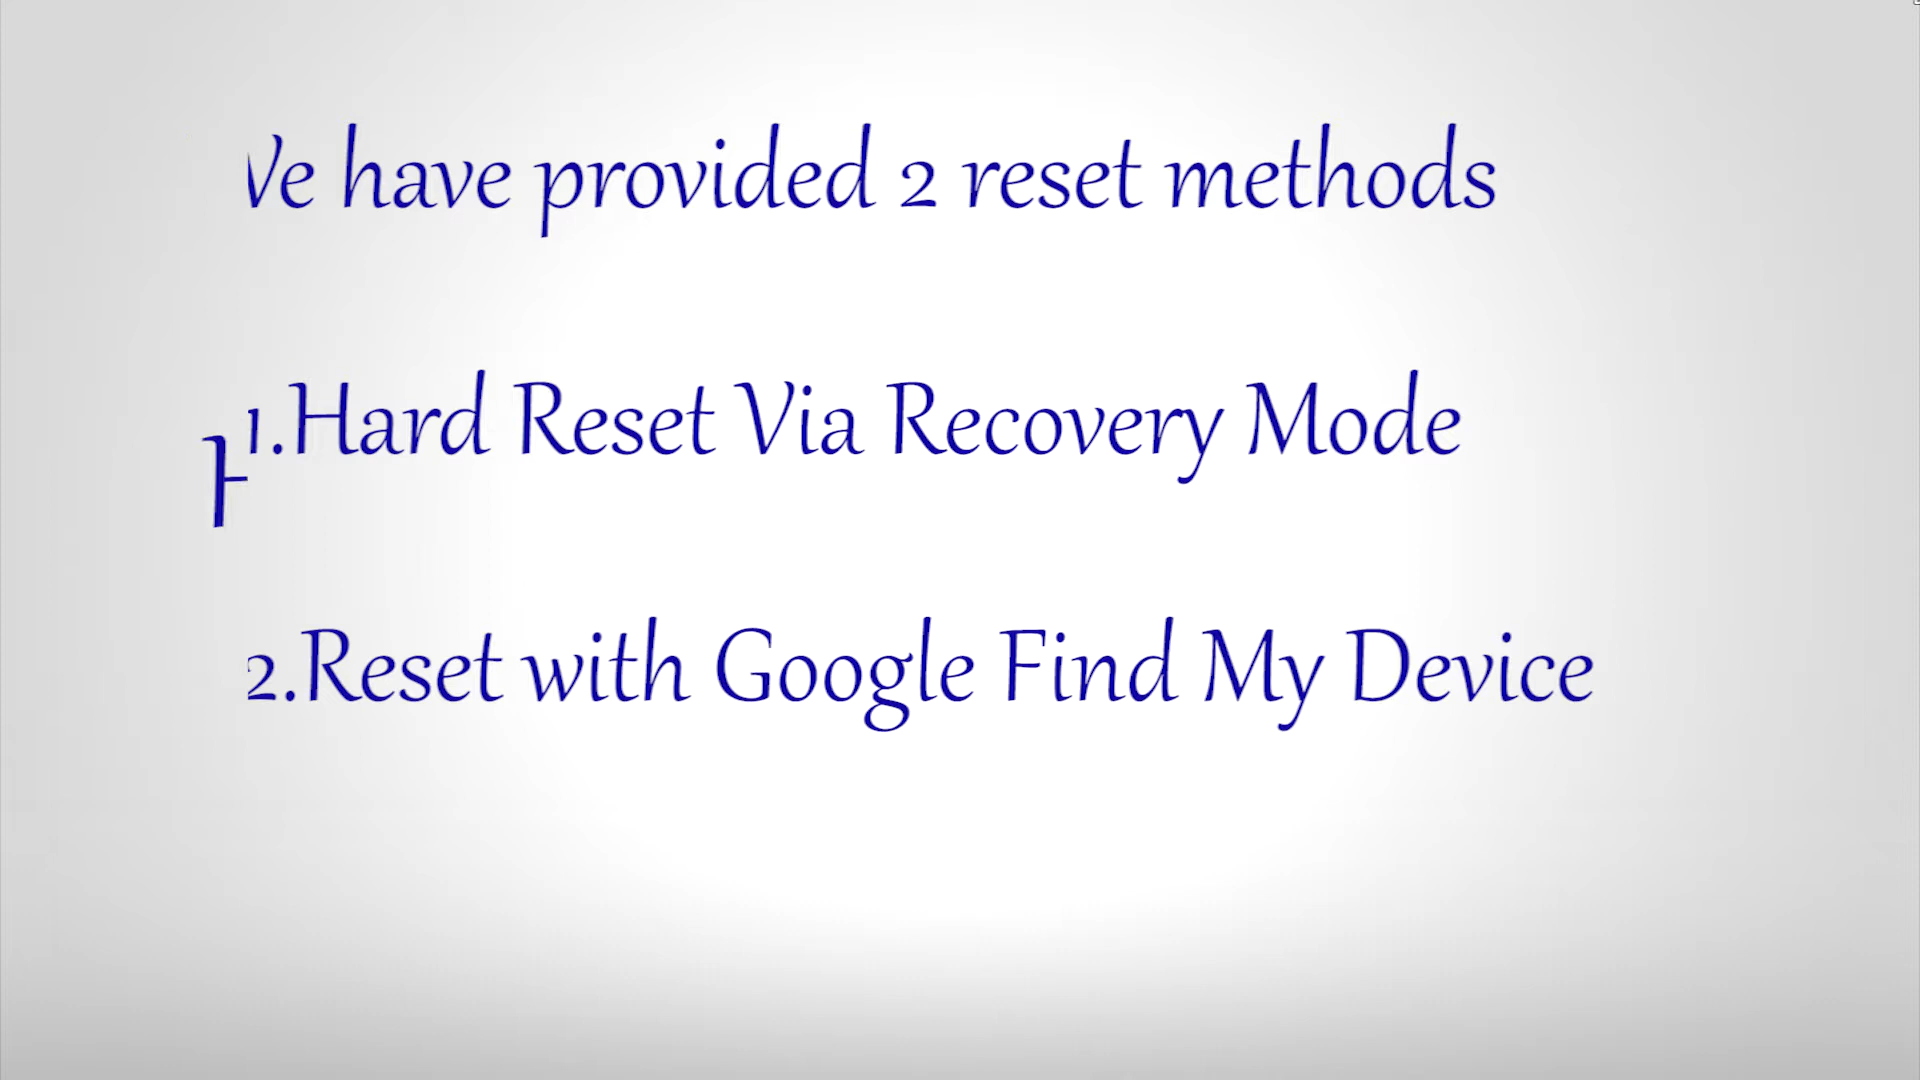 We have provided 2 reset methods
1.Hard Reset Via Recovery Mode
2.Reset with Google Find My Device